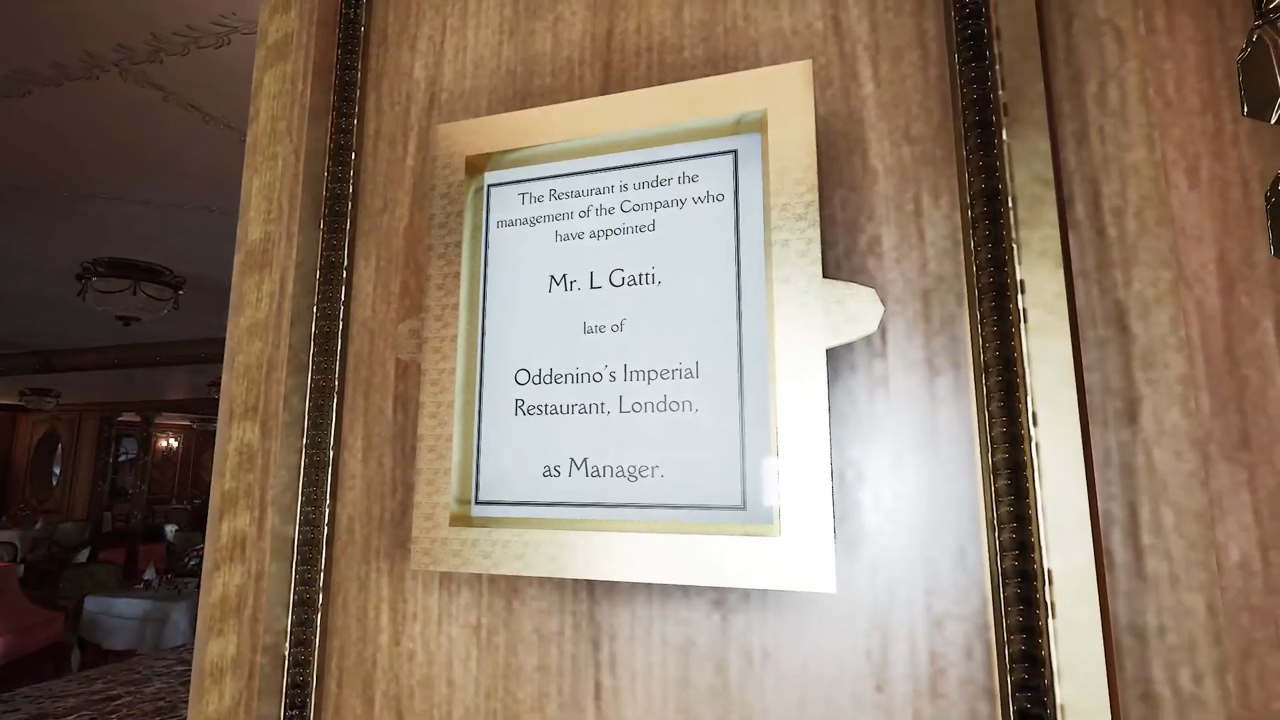 The Restaurant is under the
management of the Company who
have appointed
Mr. L Gatti,
late of
Oddenino's Imperial
Restaurant, London,
as Manager.